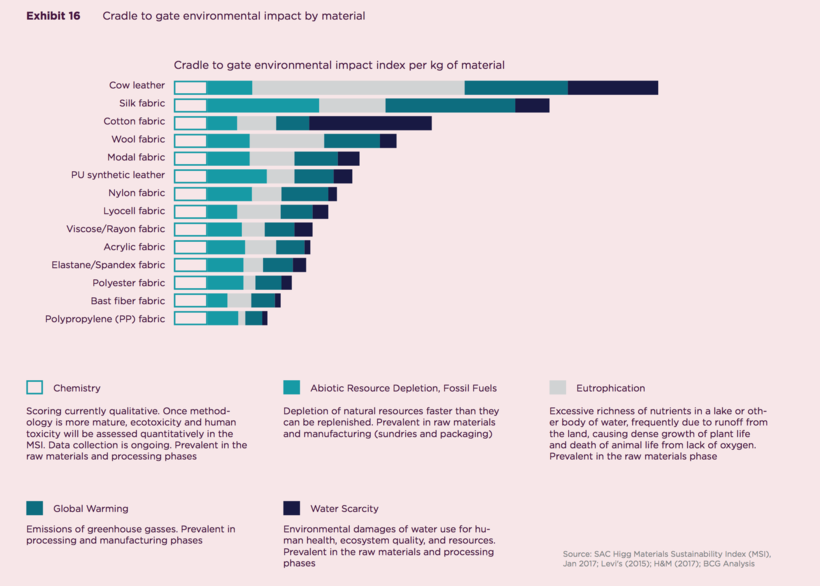 Exhibit 16 Cradle to gate environmental impact by material
Cradle to gate environmental impact index per kg of material
Cow leather
Silk fabric
Cotton fabric
Wool fabric
Modal fabric
PU synthetic leather
Nylon fabric
Lyocell fabric
Viscose/Rayon fabric
Acrylic fabric
Elastane/Spandex fabric
Polyester fabric
Bast fiber fabric
Polypropylene (PP) fabric
Chemistry
Scoring currently qualitative. Once method-
ology is more mature, ecotoxicity and human
toxicity will be assessed quantitatively in the
MSI. Data collection is ongoing. Prevalent in the
raw materials and processing phases
Abiotic Resource Depletion, Fossil Fuels
Depletion of natural resources faster than they
can be replenished. Prevalent in raw materials
and manufacturing (sundries and packaging)
Eutrophication
Excessive richness of nutrients in a lake or oth-
er body of water, frequently due to runoff from
the land, causing dense growth of plant life
and death of animal life from lack of oxygen.
Prevalent in the raw materials phase
Global Warming
Emissions of greenhouse gasses. Prevalent in
processing and manufacturing phases
Water Scarcity
Environmental damages of water use for hu-
man health, ecosystem quality, and resources.
Prevalent in the raw materials and processing
phases
Source: SAC Higg Materials Sustainability Index (MSI),
Jan 2017; Levi's (2015); H&M (2017); BCG Analysis